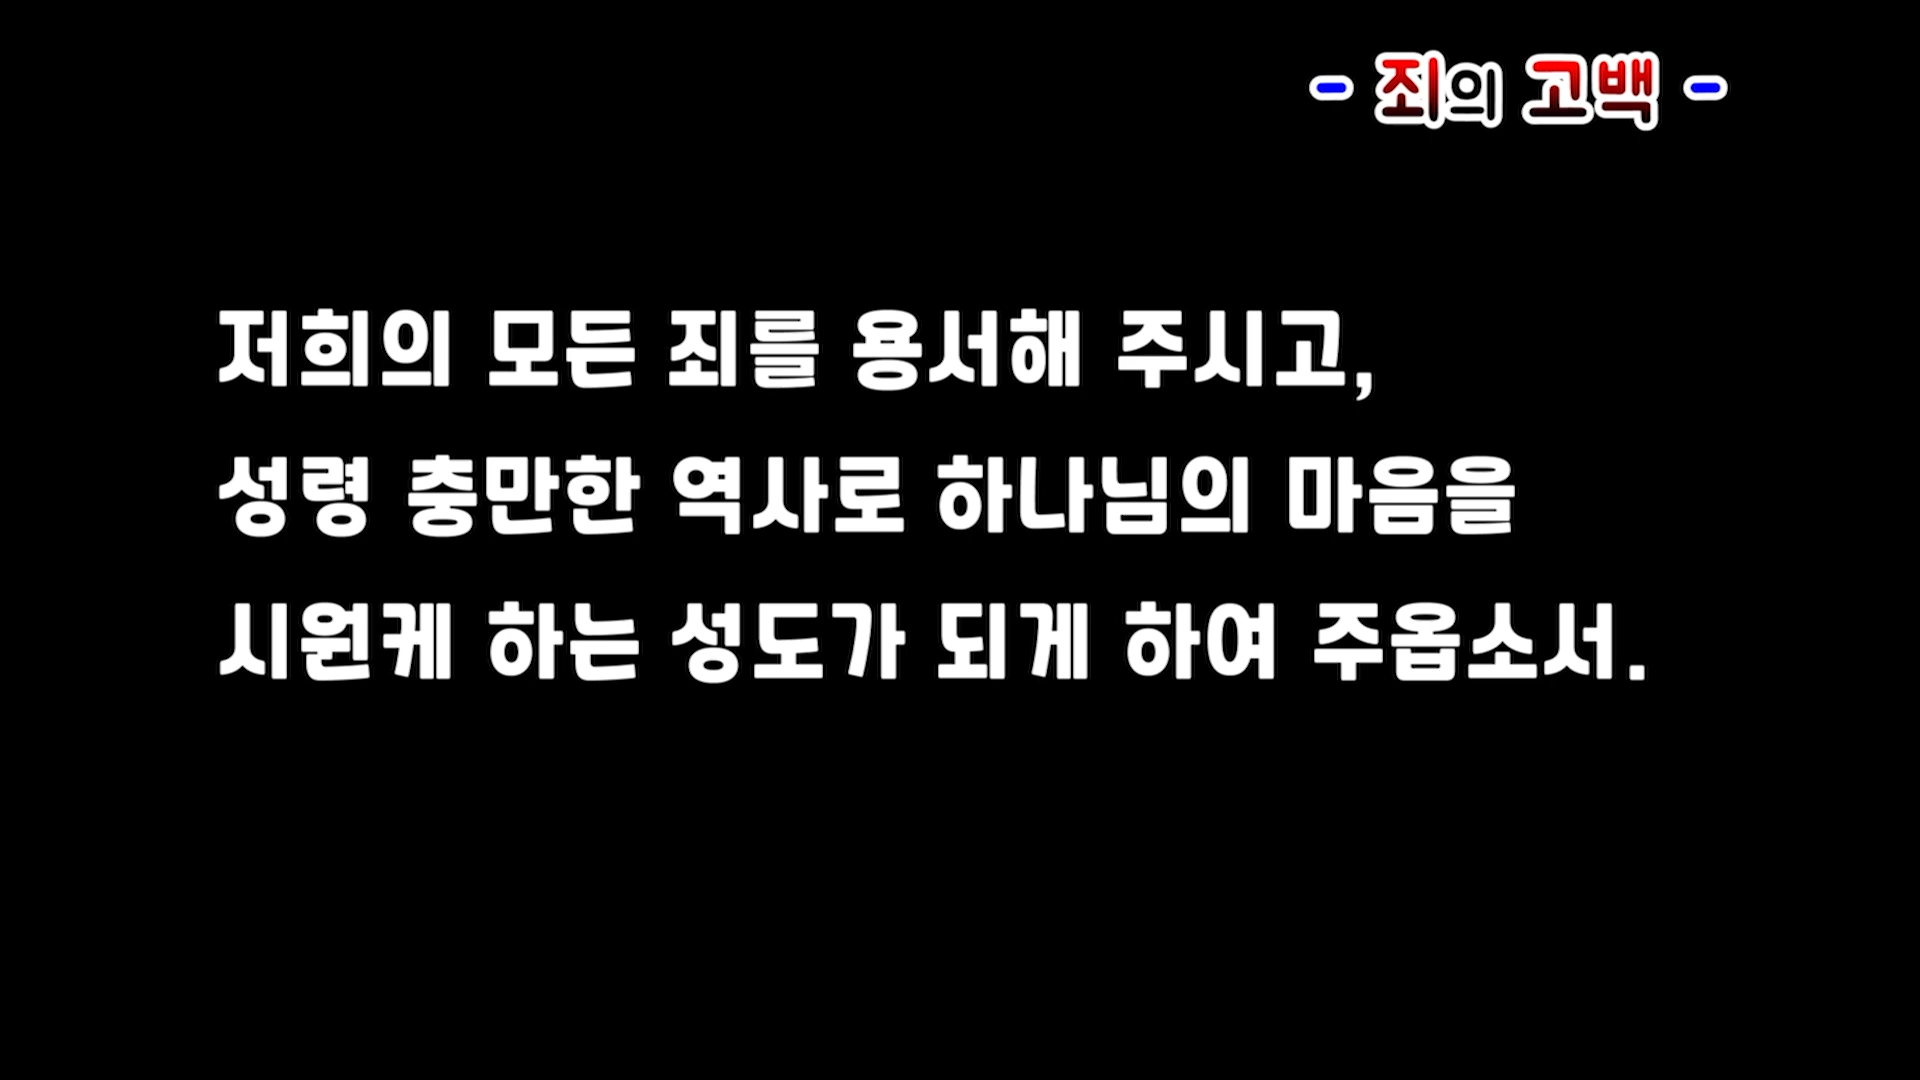 - 죄의 고백 -
저희의 모든 죄를 용서해 주시고,
성령 충만한 역사로 하나님의 마음을
시원케 하는 성도가 되게 하여 주옵소서.